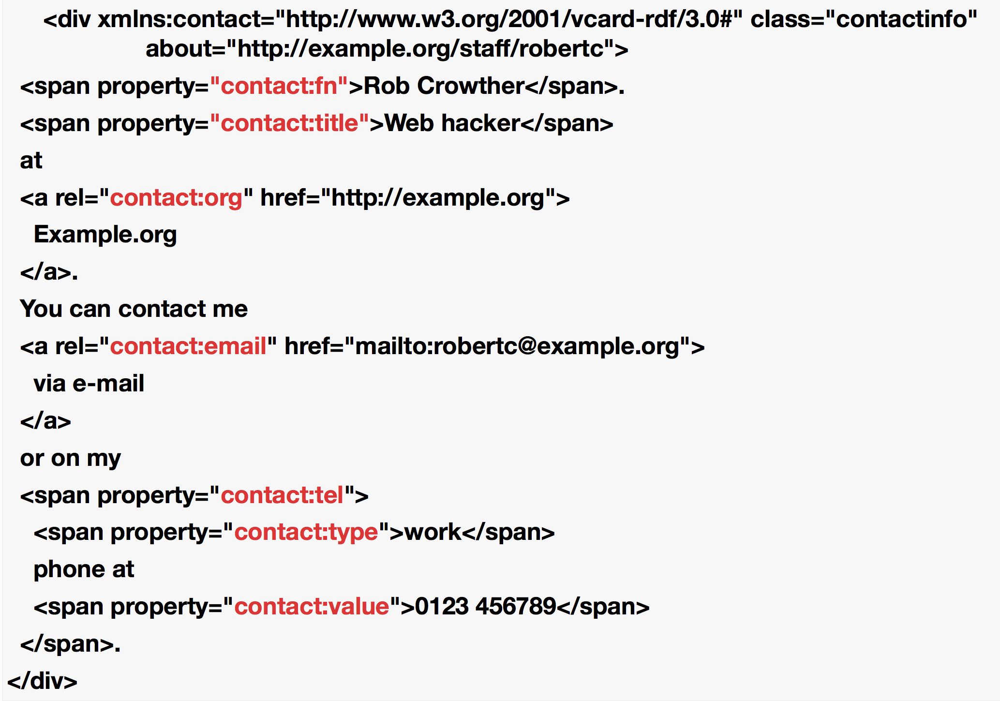 <div xmlns:contact="http://www.w3.org/2001/vcard-rdf/3.0#" class="contactinfo"
about="http://example.org/staff/robertc">
<span property="contact:fn">Rob Crowther</span>.
<span property="contact:title">Web hacker</span>
at
<a rel="contact:org" href="http://example.org">
Example.org
</a>.
You can contact me
<a rel="contact:email" href="mailto:robertc@example.org">
via e-mail
</a>
or on my
<span property="contact:tel">
<span property="contact:type">work</span>
phone at
<span property="contact:value">0123 456789</span>
</span>.
</div>